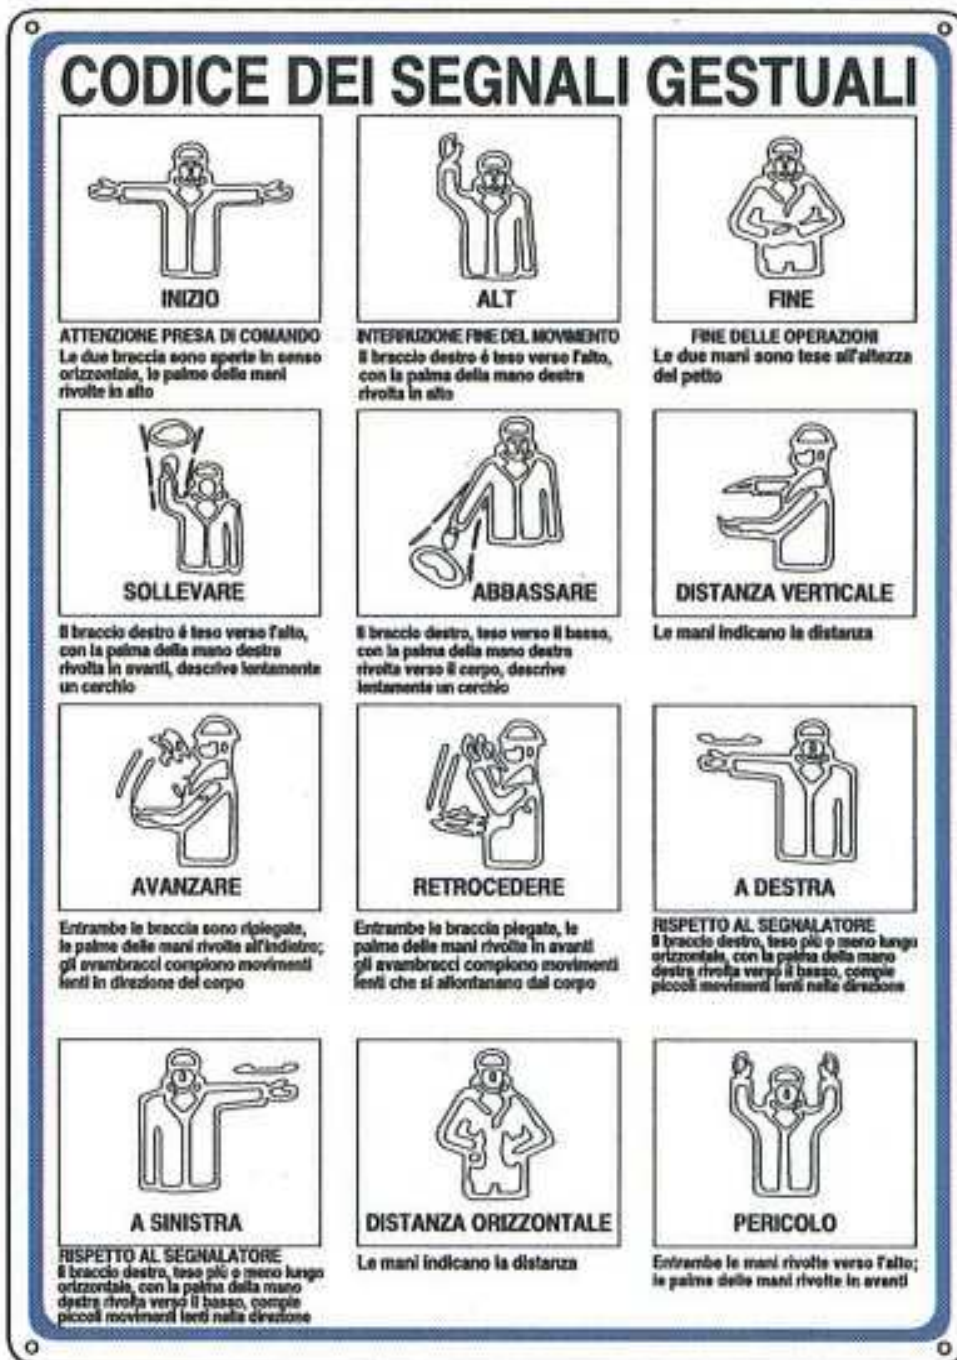 CODICE DEI SEGNALI GESTUALI
INIZIO
ATTENZIONE PRESA DI COMANDO
Le due braccia sono aperte in senso
orizzontale, le palme delle mani
rivolte in alto
ALT
INTERRUZIONE FINE DEL MOVIMENTO
Il braccio destro é teso verso l'alto,
con la palma della mano destra
rivolta in alto
FINE
FINE DELLE OPERAZIONI
Le due mani sono tese all'altezza
del petto
SOLLEVARE
Il braccio destro é teso verso l'alto,
con la palma della mano destra
rivolta in avanti, descrive lentamente
un cerchio
ABBASSARE
Il braccio destro, teso verso il basso,
con la palma della mano destra
rivolta verso il corpo, descrive
lentamente un cerchio
DISTANZA VERTICALE
Le mani indicano la distanza
AVANZARE
Entrambe le braccia sono ripiegate,
le palme delle mani rivolte all'indietro;
gli avambracci compiono movimenti
lenti in direzione del corpo
RETROCEDERE
Entrambe le braccia piegate, le
palme delle mani rivolte in avanti
gli avambracci compiono movimenti
lenti che si allontanano dal corpo
A DESTRA
RISPETTO AL SEGNALATORE
Il braccio destro, teso più o meno lungo
orizzontale, con la palma della mano
destra rivolta verso il basso, compie
piccoli movimenti lenti nella direzione
A SINISTRA
RISPETTO AL SEGNALATORE
Il braccio destro, teso più o meno lungo
orizzontale, con la palma della mano
destra rivolta verso il basso, compie
piccoli movimenti lenti nella direzione
DISTANZA ORIZZONTALE
Le mani indicano la distanza
PERICOLO
Entrambe le mani rivolte verso l'alto;
le palme delle mani rivolte in avanti